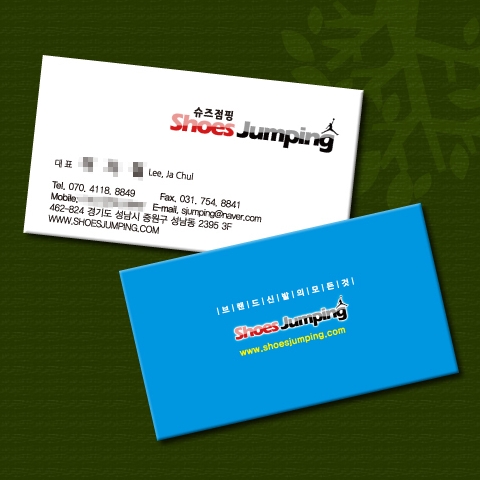 슈즈점핑
Shoes Jumping
대 표 Lee, Ja Chul
Tel. 070. 4118. 8849 Fax. 031. 754. 8841
Mobile: E-mail, sjumping@naver.com
462-824 경기도 성남시 중원구 성남동 2395 3F
WWW.SHOESJUMPING.COM
|브|랜|드|신|발|의|모|든|것|
Shoes Jumping
www.shoesjumping.com